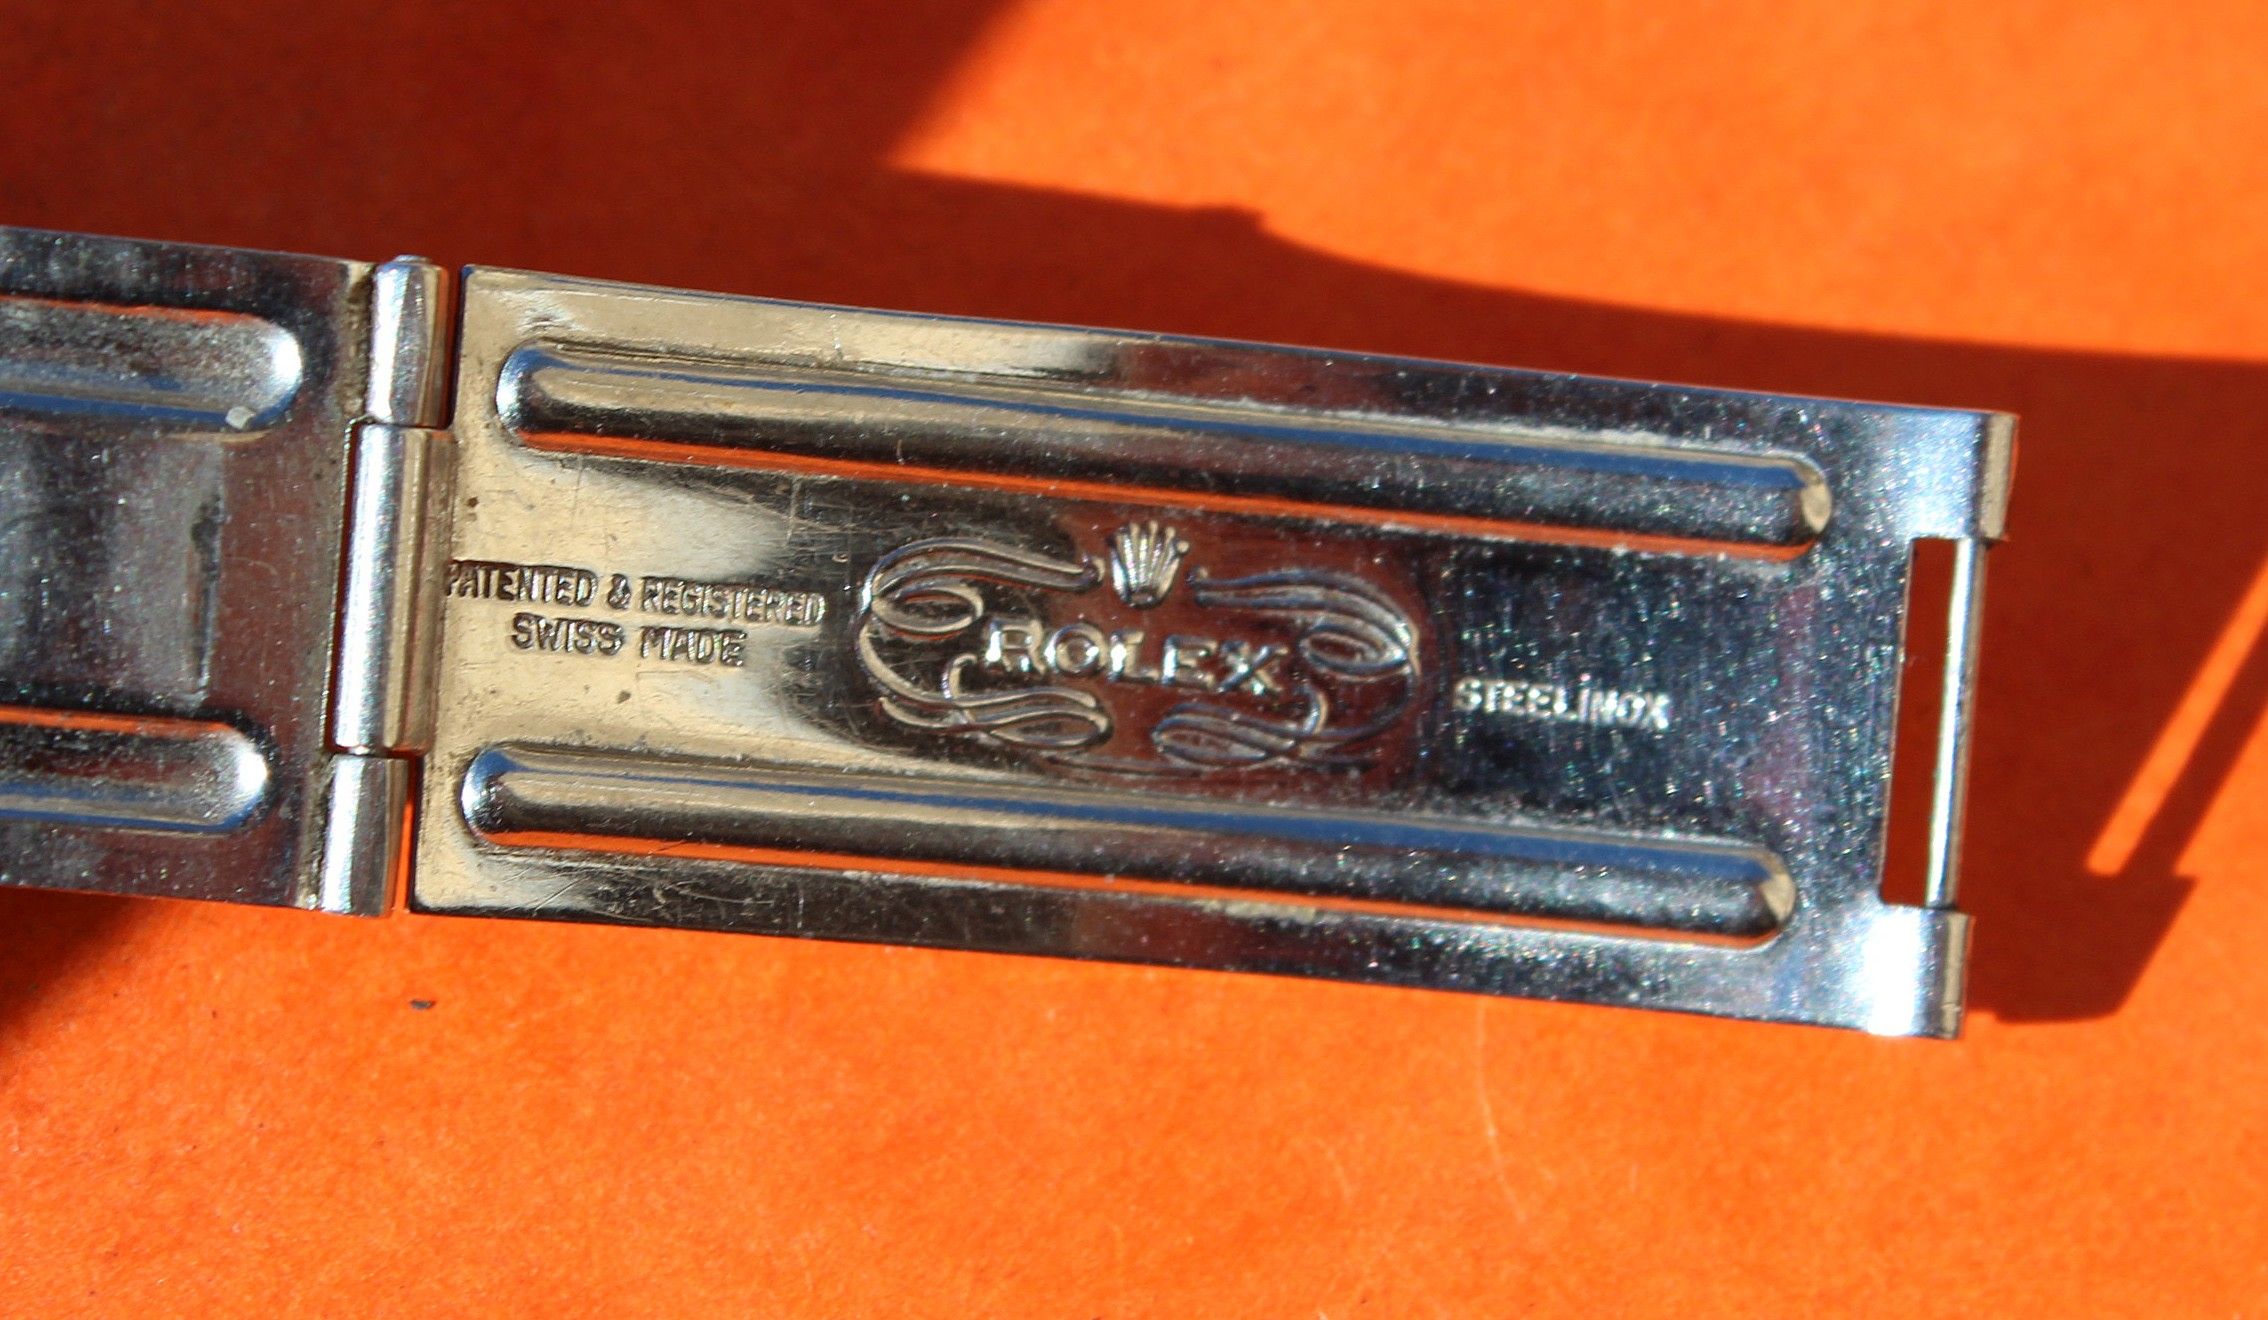 PATENTED & REGISTERED
SWISS MADE
ROLEX
STEELINOX